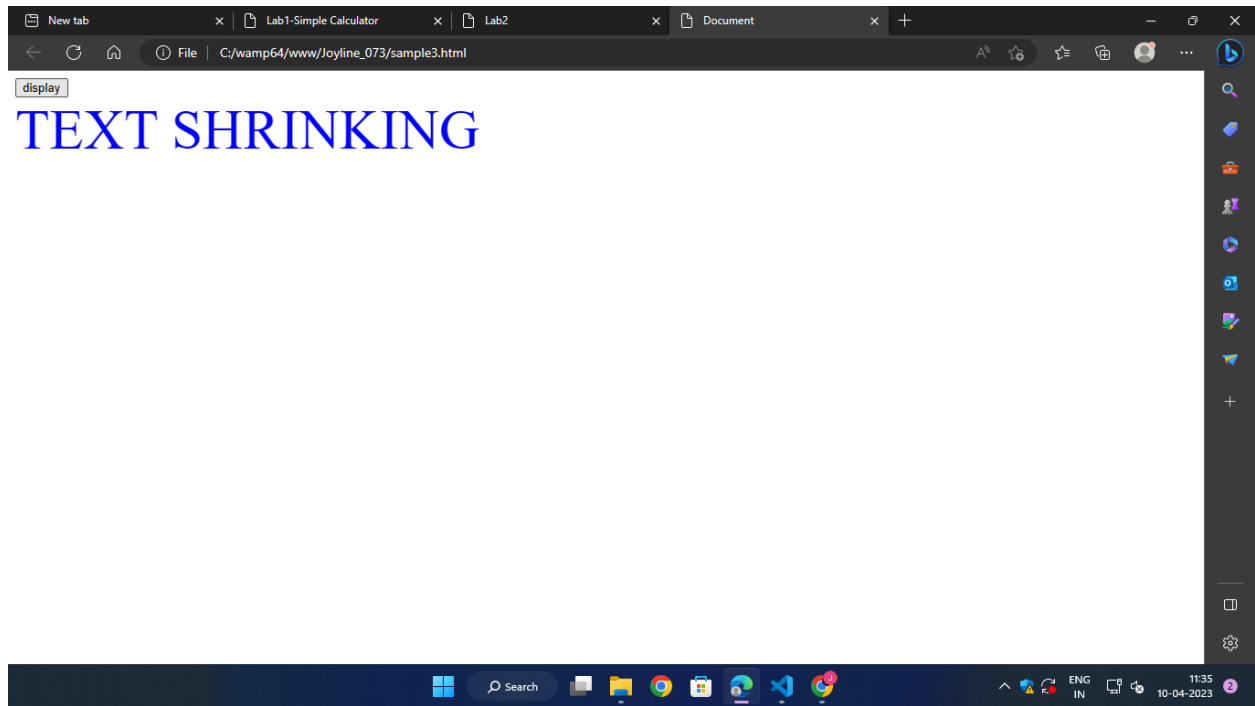 New tab
Lab1-Simple Calculator
Lab2
Document
File
C:/wamp64/www/Joyline_073/sample3.html
display
TEXT SHRINKING
Search
ENG
IN
11:35
10-04-2023
2